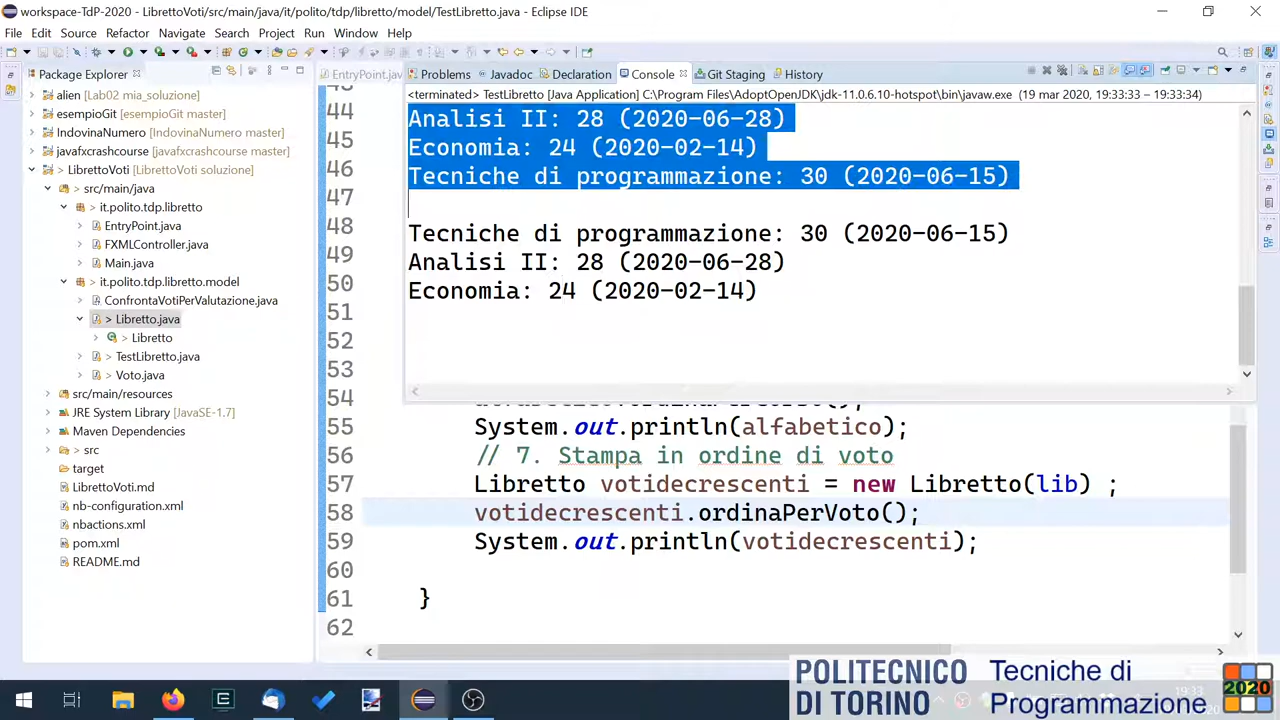 workspace-TdP-2020 - LibrettoVoti/src/main/java/it/polito/tdp/libretto/model/TestLibretto.java - Eclipse IDE
File Edit Source Refactor Navigate Search Project Run Window Help
Package Explorer
EntryPoint.jav
Problems Javadoc Declaration Console Git Staging History
<terminated> TestLibretto [Java Application] C:\Program Files\AdoptOpenJDK\jdk-11.0.6.10-hotspot\bin\javaw.exe (19 mar 2020, 19:33:33 – 19:33:34)
alien [Lab02 mia_soluzione]
esempioGit [esempioGit master]
IndovinaNumero [IndovinaNumero master]
javafxcrashcourse [javafxcrashcourse master]
LibrettoVoti [LibrettoVoti soluzione]
src/main/java
it.polito.tdp.libretto
EntryPoint.java
FXMLController.java
Main.java
it.polito.tdp.libretto.model
ConfrontaVotiPerValutazione.java
> Libretto.java
> Libretto
> TestLibretto.java
> Voto.java
src/main/resources
JRE System Library [JavaSE-1.7]
Maven Dependencies
> src
target
LibrettoVoti.md
nb-configuration.xml
nbactions.xml
pom.xml
README.md
Analisi II: 28 (2020-06-28)
Economia: 24 (2020-02-14)
Tecniche di programmazione: 30 (2020-06-15)
Tecniche di programmazione: 30 (2020-06-15)
Analisi II: 28 (2020-06-28)
Economia: 24 (2020-02-14)
44
45
46
47
48
49
50
51
52
53
54
55 System.out.println(alfabetico);
56 // 7. Stampa in ordine di voto
57 Libretto votidecrescenti = new Libretto(lib) ;
58 votidecrescenti.ordinaPerVoto();
59 System.out.println(votidecrescenti);
60
61 }
62
POLITECNICO
DI TORINO
Tecniche di
Programmazione
2020
19:33